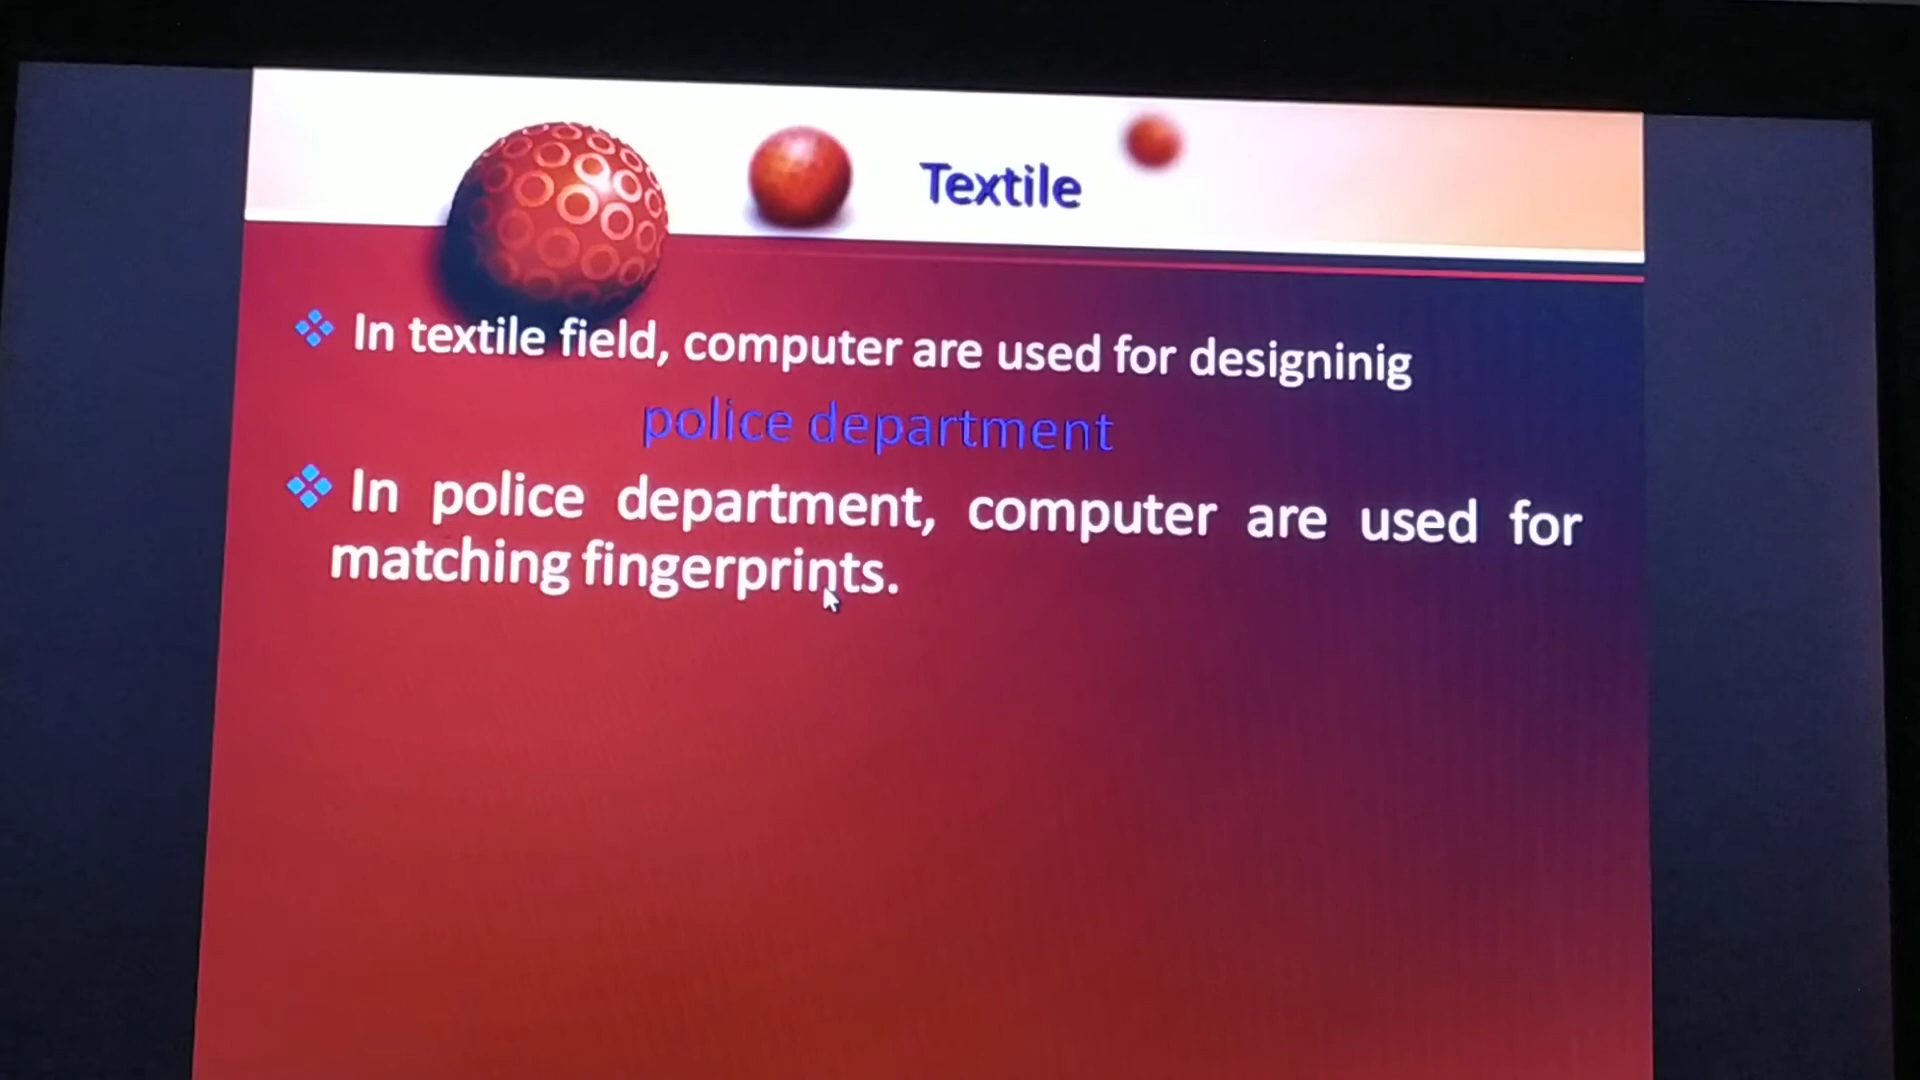 Textile
In textile field, computer are used for designinig
police department
In police department, computer are used for
matching fingerprints.